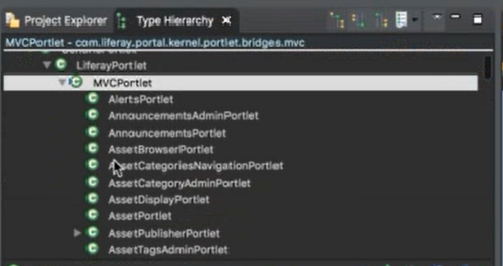 Project Explorer Type Hierarchy
MVCPortlet - com.liferay.portal.kernel.portlet.bridges.mvc
LiferayPortlet
MVCPortlet
AlertsPortlet
AnnouncementsAdminPortlet
AnnouncementsPortlet
AssetBrowserPortlet
AssetCategoriesNavigationPortlet
AssetCategoryAdminPortlet
AssetDisplayPortlet
AssetPortlet
AssetPublisherPortlet
AssetTagsAdminPortlet